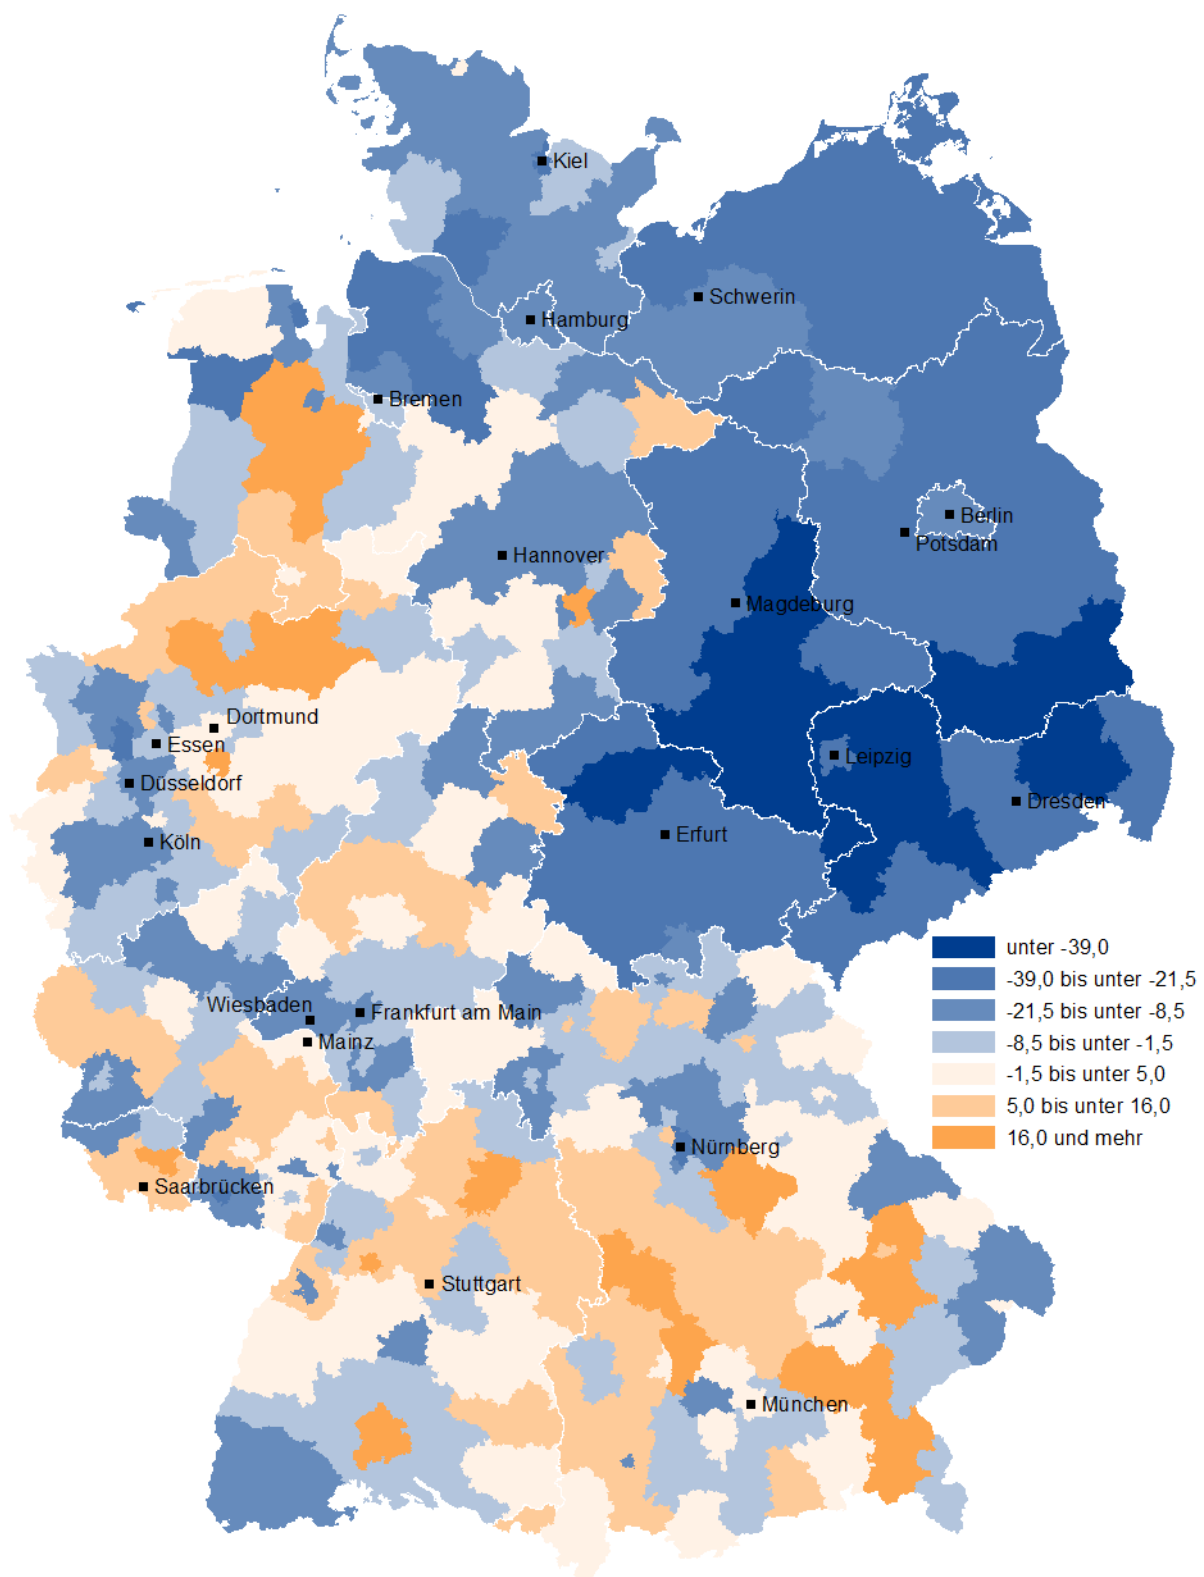 Kiel
Schwerin
Hamburg
Bremen
Berlin
Potsdam
Hannover
Magdeburg
Dortmund
Essen
Leipzig
Düsseldorf
Dresden
Köln
Erfurt
unter -39,0
-39,0 bis unter -21,5
Wiesbaden
Frankfurt am Main
-21,5 bis unter -8,5
Mainz
-8,5 bis unter -1,5
-1,5 bis unter 5,0
5,0 bis unter 16,0
16,0 und mehr
Nürnberg
Saarbrücken
Stuttgart
München